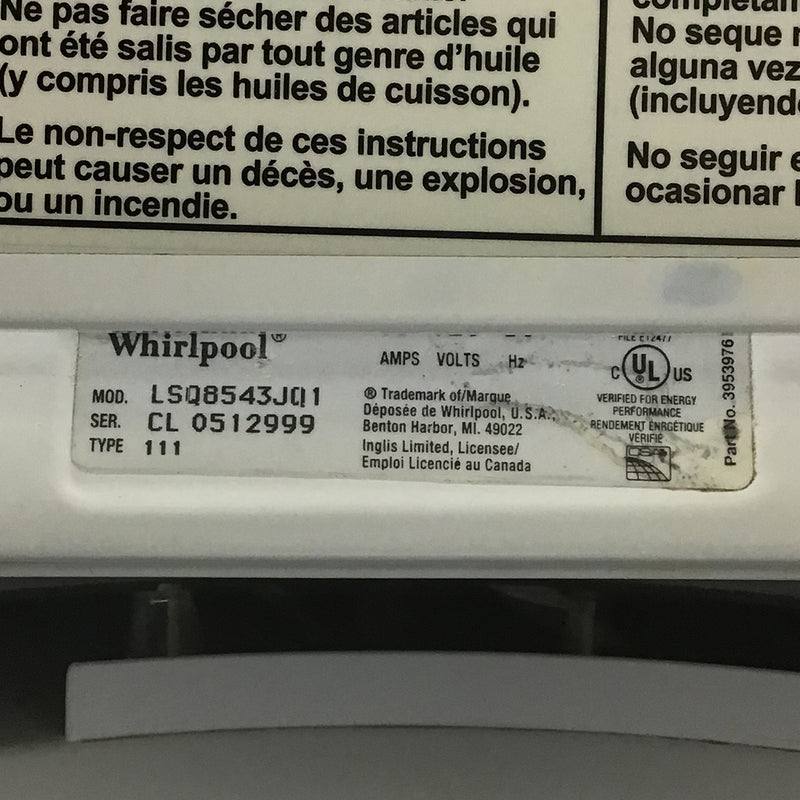 Ne pas faire sécher des articles qui
ont été salis par tout genre d'huile
(y compris les huiles de cuisson).
Le non-respect de ces instructions
peut causer un décès, une explosion,
ou un incendie.
No seque
alguna vez
(incluyendo
No seguir
ocasionar
Whirlpool®
MOD. LSQ8543JQ1
SER. CL 0512999
TYPE 111
AMPS VOLTS Hz
® Trademark of/Marque
Déposée de Whirlpool, U.S.A.,
Benton Harbor, MI. 49022
Inglis Limited, Licensee/
Emploi Licencié au Canada
C UL US
VERIFIED FOR ENERGY
PERFORMANCE
RENDEMENT ÉNRGÉTIQUE
VÉRIFIÉ
Part No. 3953976